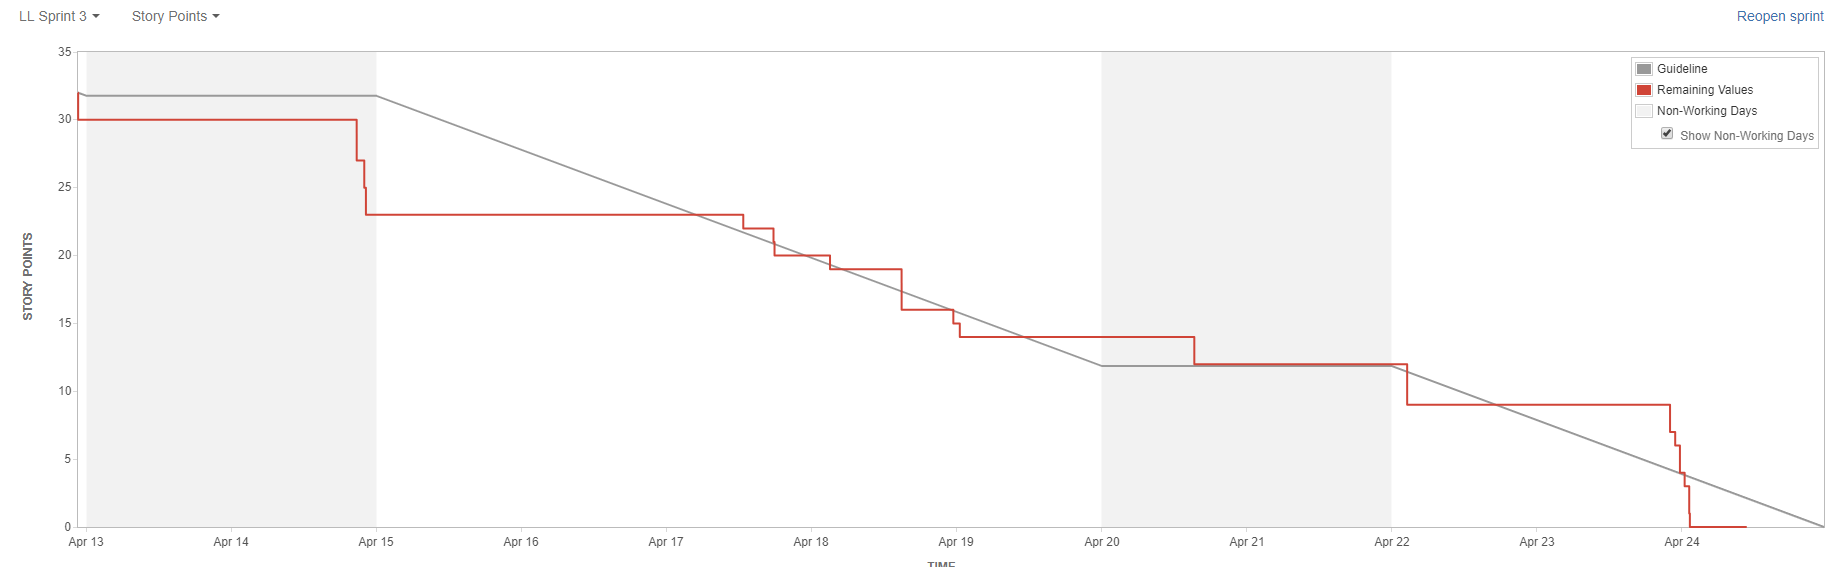 LL Sprint 3 Story Points Reopen sprint
35
30
25
20
15
10
5
0
STORY POINTS
Guideline
Remaining Values
Non-Working Days
Show Non-Working Days
Apr 13 Apr 14 Apr 15 Apr 16 Apr 17 Apr 18 Apr 19 Apr 20 Apr 21 Apr 22 Apr 23 Apr 24
TIME